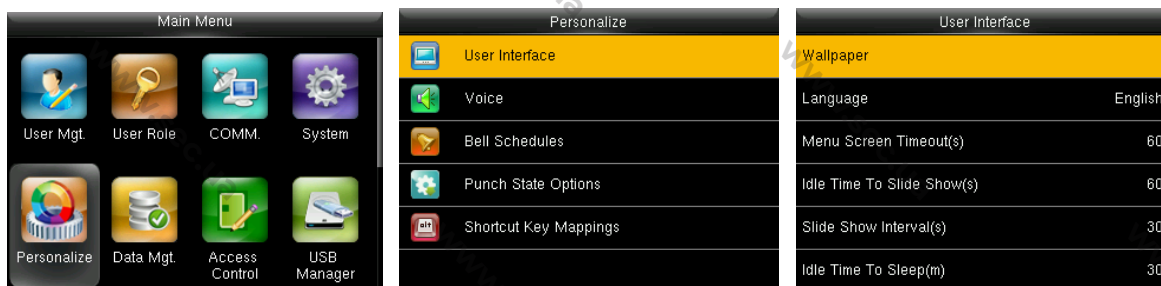 Main Menu
User Mgt.
User Role
COMM.
System
Personalize
Data Mgt.
Access
Control
USB
Manager
Personalize
User Interface
Voice
Bell Schedules
Punch State Options
alt
Shortcut Key Mappings
User Interface
Wallpaper
Language English
Menu Screen Timeout(s) 60
Idle Time To Slide Show(s) 60
Slide Show Interval(s) 30
Idle Time To Sleep(m) 30